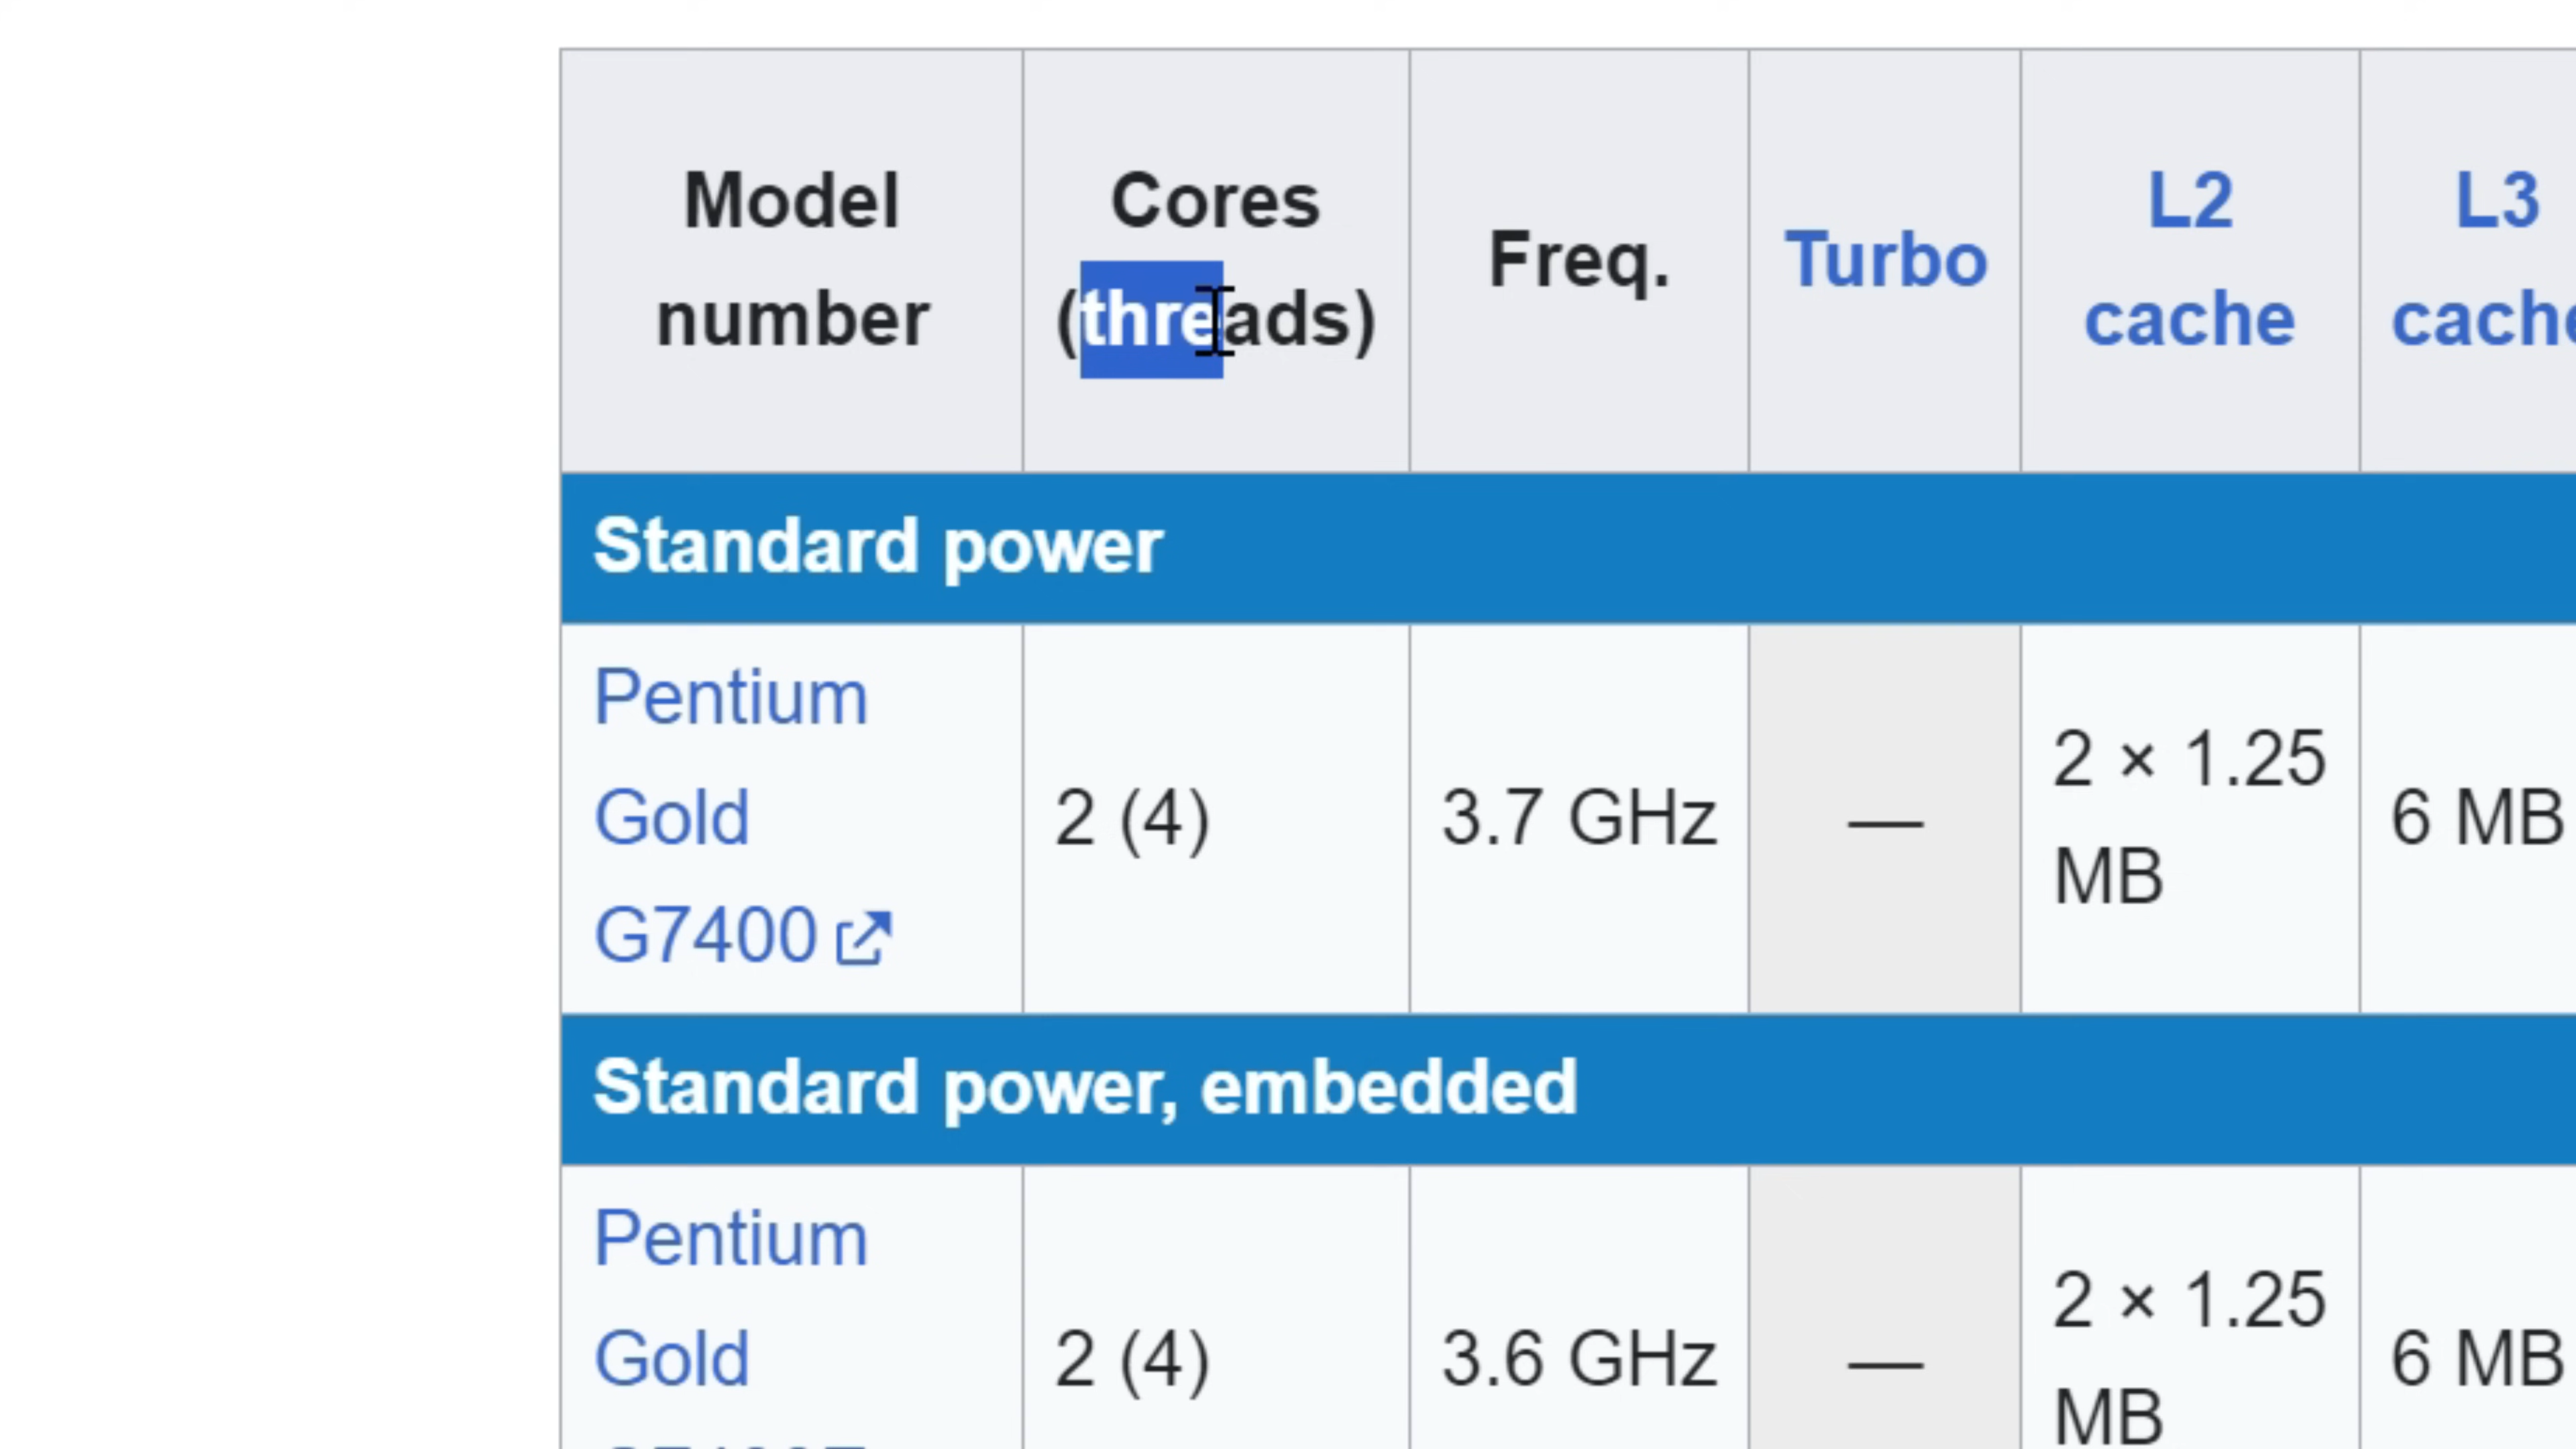 Model number
Cores (threads)
Freq.
Turbo
L2 cache
L3 cache
Standard power
Pentium Gold G7400
2 (4)
3.7 GHz
—
2 × 1.25 MB
6 MB
Standard power, embedded
Pentium Gold
2 (4)
3.6 GHz
—
2 × 1.25 MB
6 MB